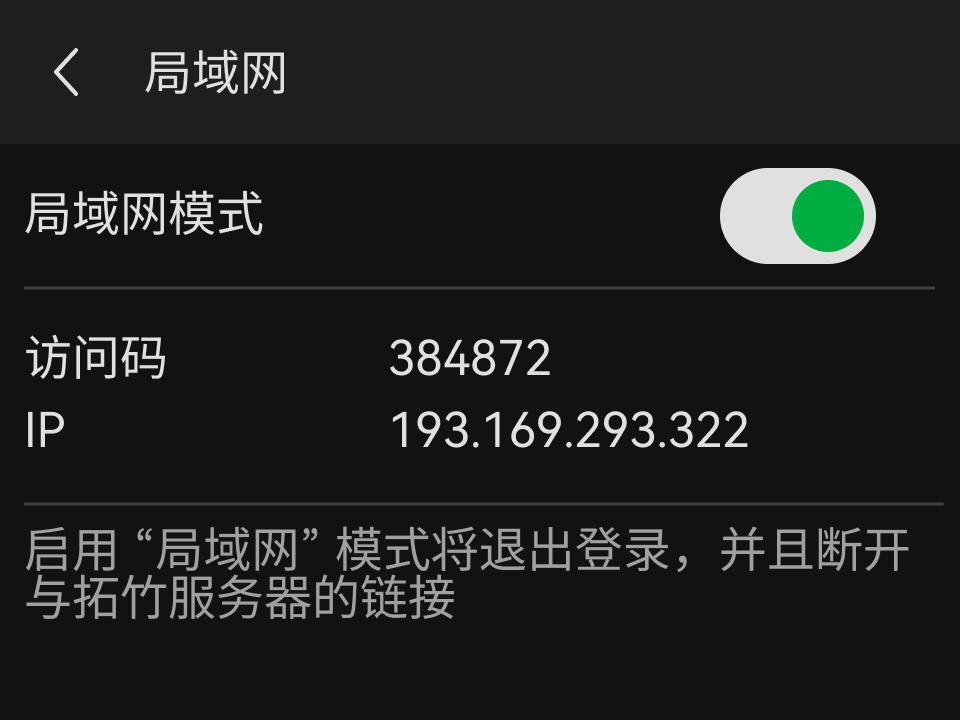 局域网
局域网模式
访问码 384872
IP 193.169.293.322
启用“局域网”模式将退出登录，并且断开
与拓竹服务器的链接